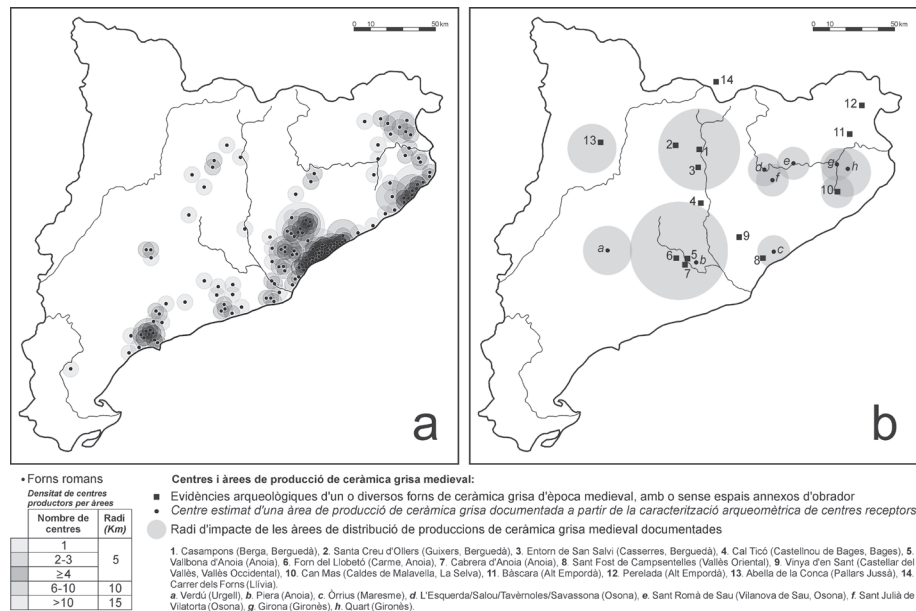 0 10 50 km
a
0 10 50 km
14
12
11
13
2
1
3
d
e
f
g
h
10
4
9
a
6
5
7
b
8
c
b
Forns romans
Densitat de centres
productors per àrees
Nombre de centres Radi (Km)
1
2-3 5
≥4
6-10 10
>10 15
Centres i àrees de producció de ceràmica grisa medieval:
Evidències arqueològiques d'un o diversos forns de ceràmica grisa d'època medieval, amb o sense espais annexos d'obrador
Centre estimat d'una àrea de producció de ceràmica grisa documentada a partir de la caracterització arqueomètrica de centres receptors
Radi d'impacte de les àrees de distribució de produccions de ceràmica grisa medieval documentades
1. Casampons (Berga, Berguedà), 2. Santa Creu d'Ollers (Guixers, Berguedà), 3. Entorn de San Salvi (Casserres, Berguedà), 4. Cal Ticó (Castellnou de Bages, Bages), 5.
Vallbona d'Anoia (Anoia), 6. Forn del Llobetó (Carme, Anoia), 7. Cabrera d'Anoia (Anoia), 8. Sant Fost de Campsentelles (Vallès Oriental), 9. Vinya d'en Sant (Castellar del
Vallès, Vallès Occidental), 10. Can Mas (Caldes de Malavella, La Selva), 11. Bàscara (Alt Empordà), 12. Perelada (Alt Empordà), 13. Abella de la Conca (Pallars Jussà), 14.
Carrer dels Forns (Llívia).
a. Verdú (Urgell), b. Piera (Anoia), c. Òrrius (Maresme), d. L'Esquerda/Salou/Tavèrnoles/Savassona (Osona), e. Sant Romà de Sau (Vilanova de Sau, Osona), f. Sant Julià de
Vilatorta (Osona), g. Girona (Gironès), h. Quart (Gironès).